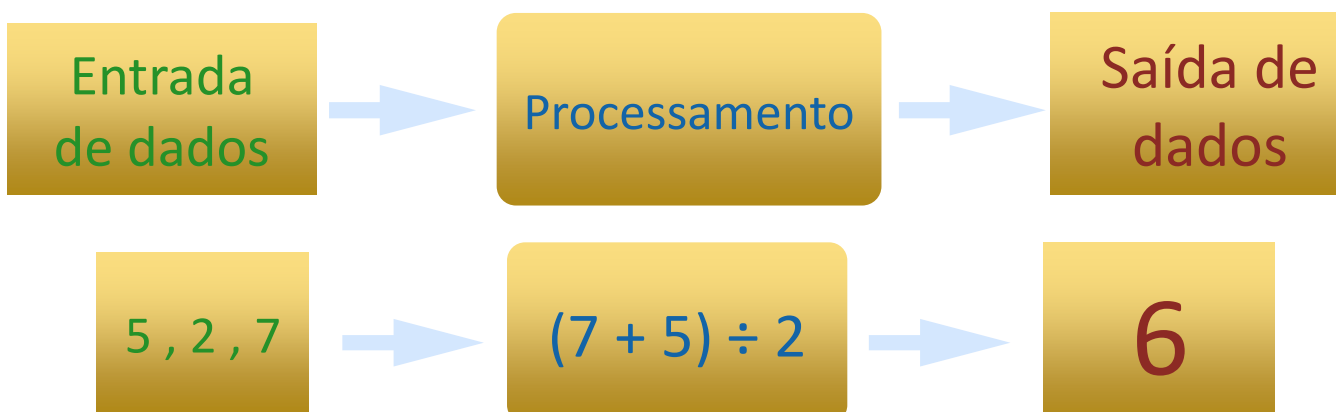 Entrada
de dados
Processamento
Saída de
dados
5 , 2 , 7
(7 + 5) ÷ 2
6